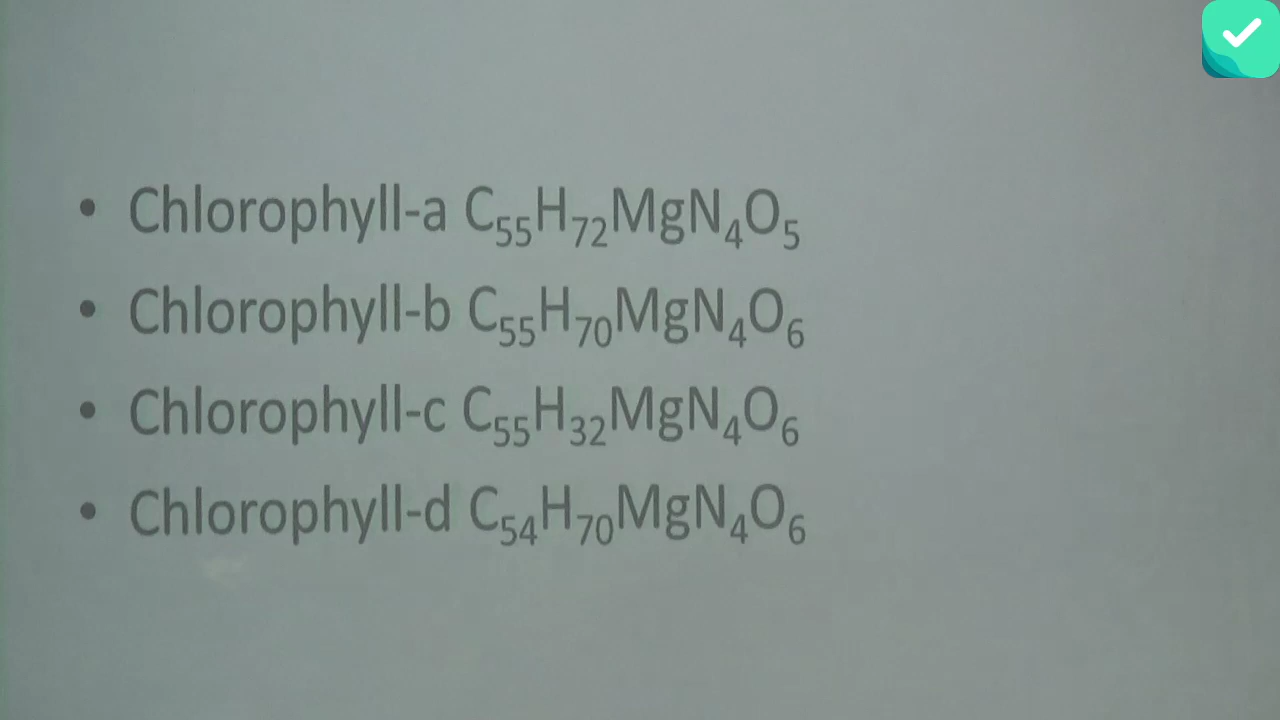 • Chlorophyll-a C₅₅H₇₂MgN₄O₅
• Chlorophyll-b C₅₅H₇₀MgN₄O₆
• Chlorophyll-c C₅₅H₃₂MgN₄O₆
• Chlorophyll-d C₅₄H₇₀MgN₄O₆